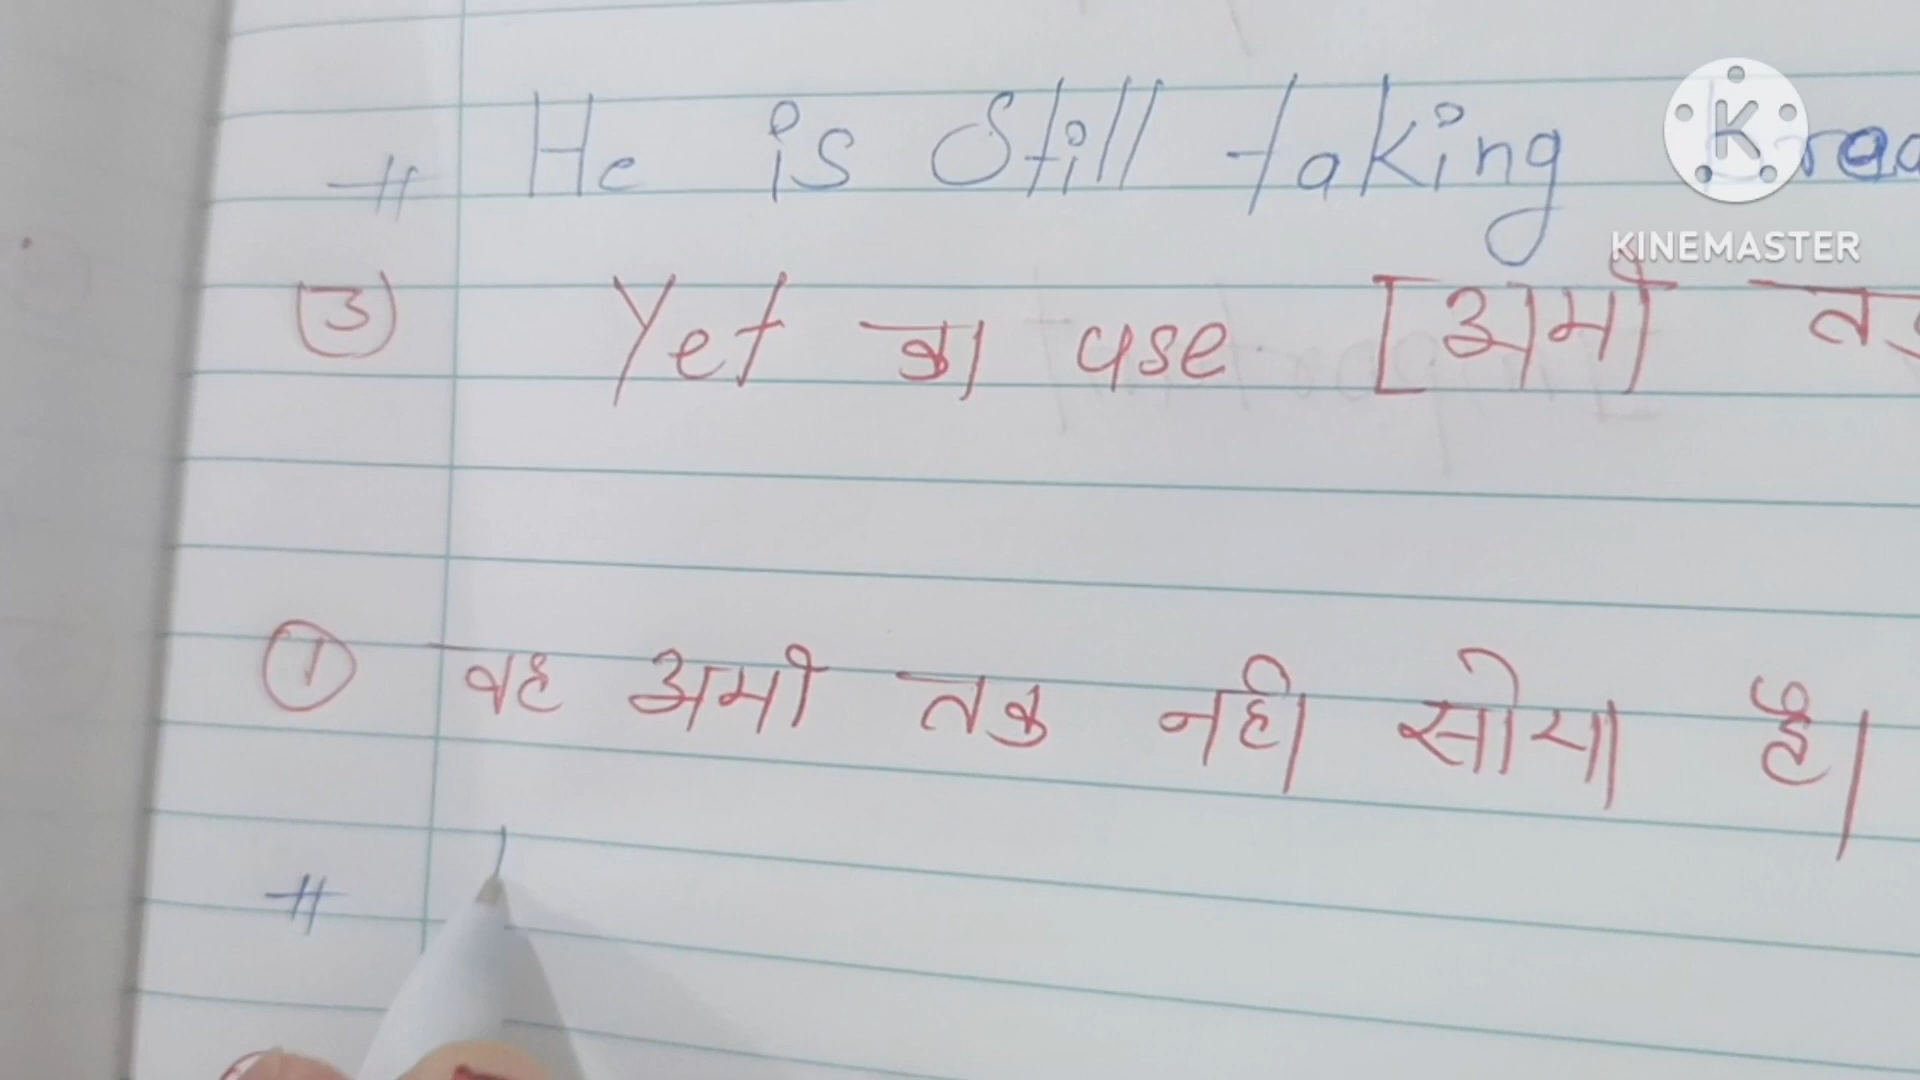 # He is Still taking
KINEMASTER
③ Yet का use [अभी
① वह अभी तक नही सोया है।
#